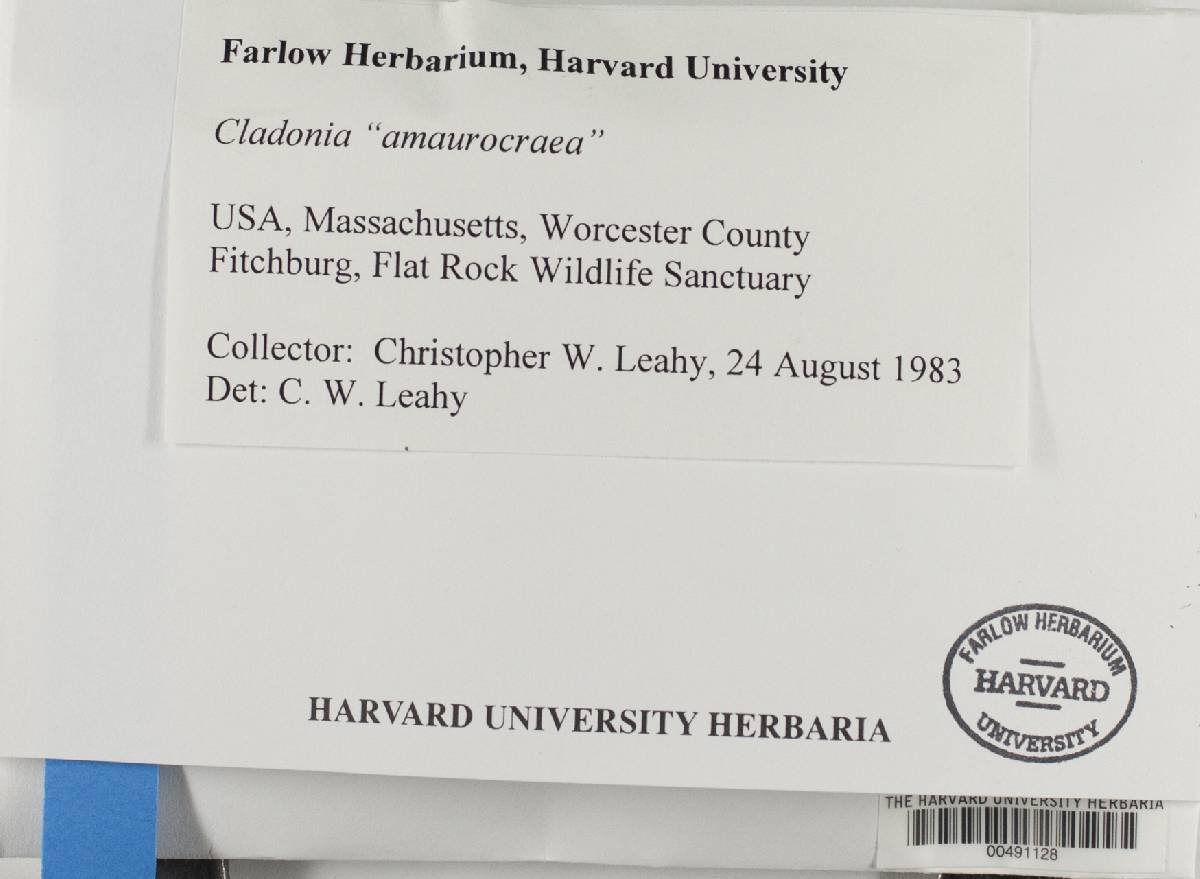 Farlow Herbarium, Harvard University
Cladonia “amaurocraea”
USA, Massachusetts, Worcester County
Fitchburg, Flat Rock Wildlife Sanctuary
Collector: Christopher W. Leahy, 24 August 1983
Det: C. W. Leahy
FARLOW HERBARIUM
HARVARD
UNIVERSITY
HARVARD UNIVERSITY HERBARIA
THE HARVARD UNIVERSITY HERBARIA
00491128